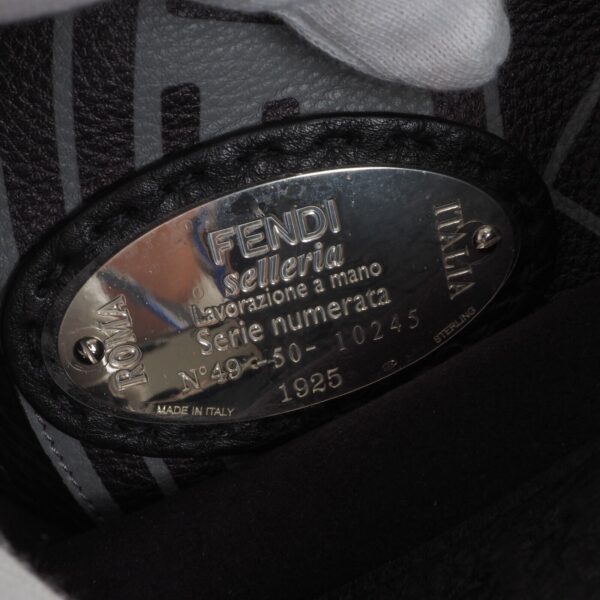 FENDI
selleria
Lavorazione a mano
Serie numerata
-50- 10245
1925
ROMA
ITALIA
MADE IN ITALY
STERLING